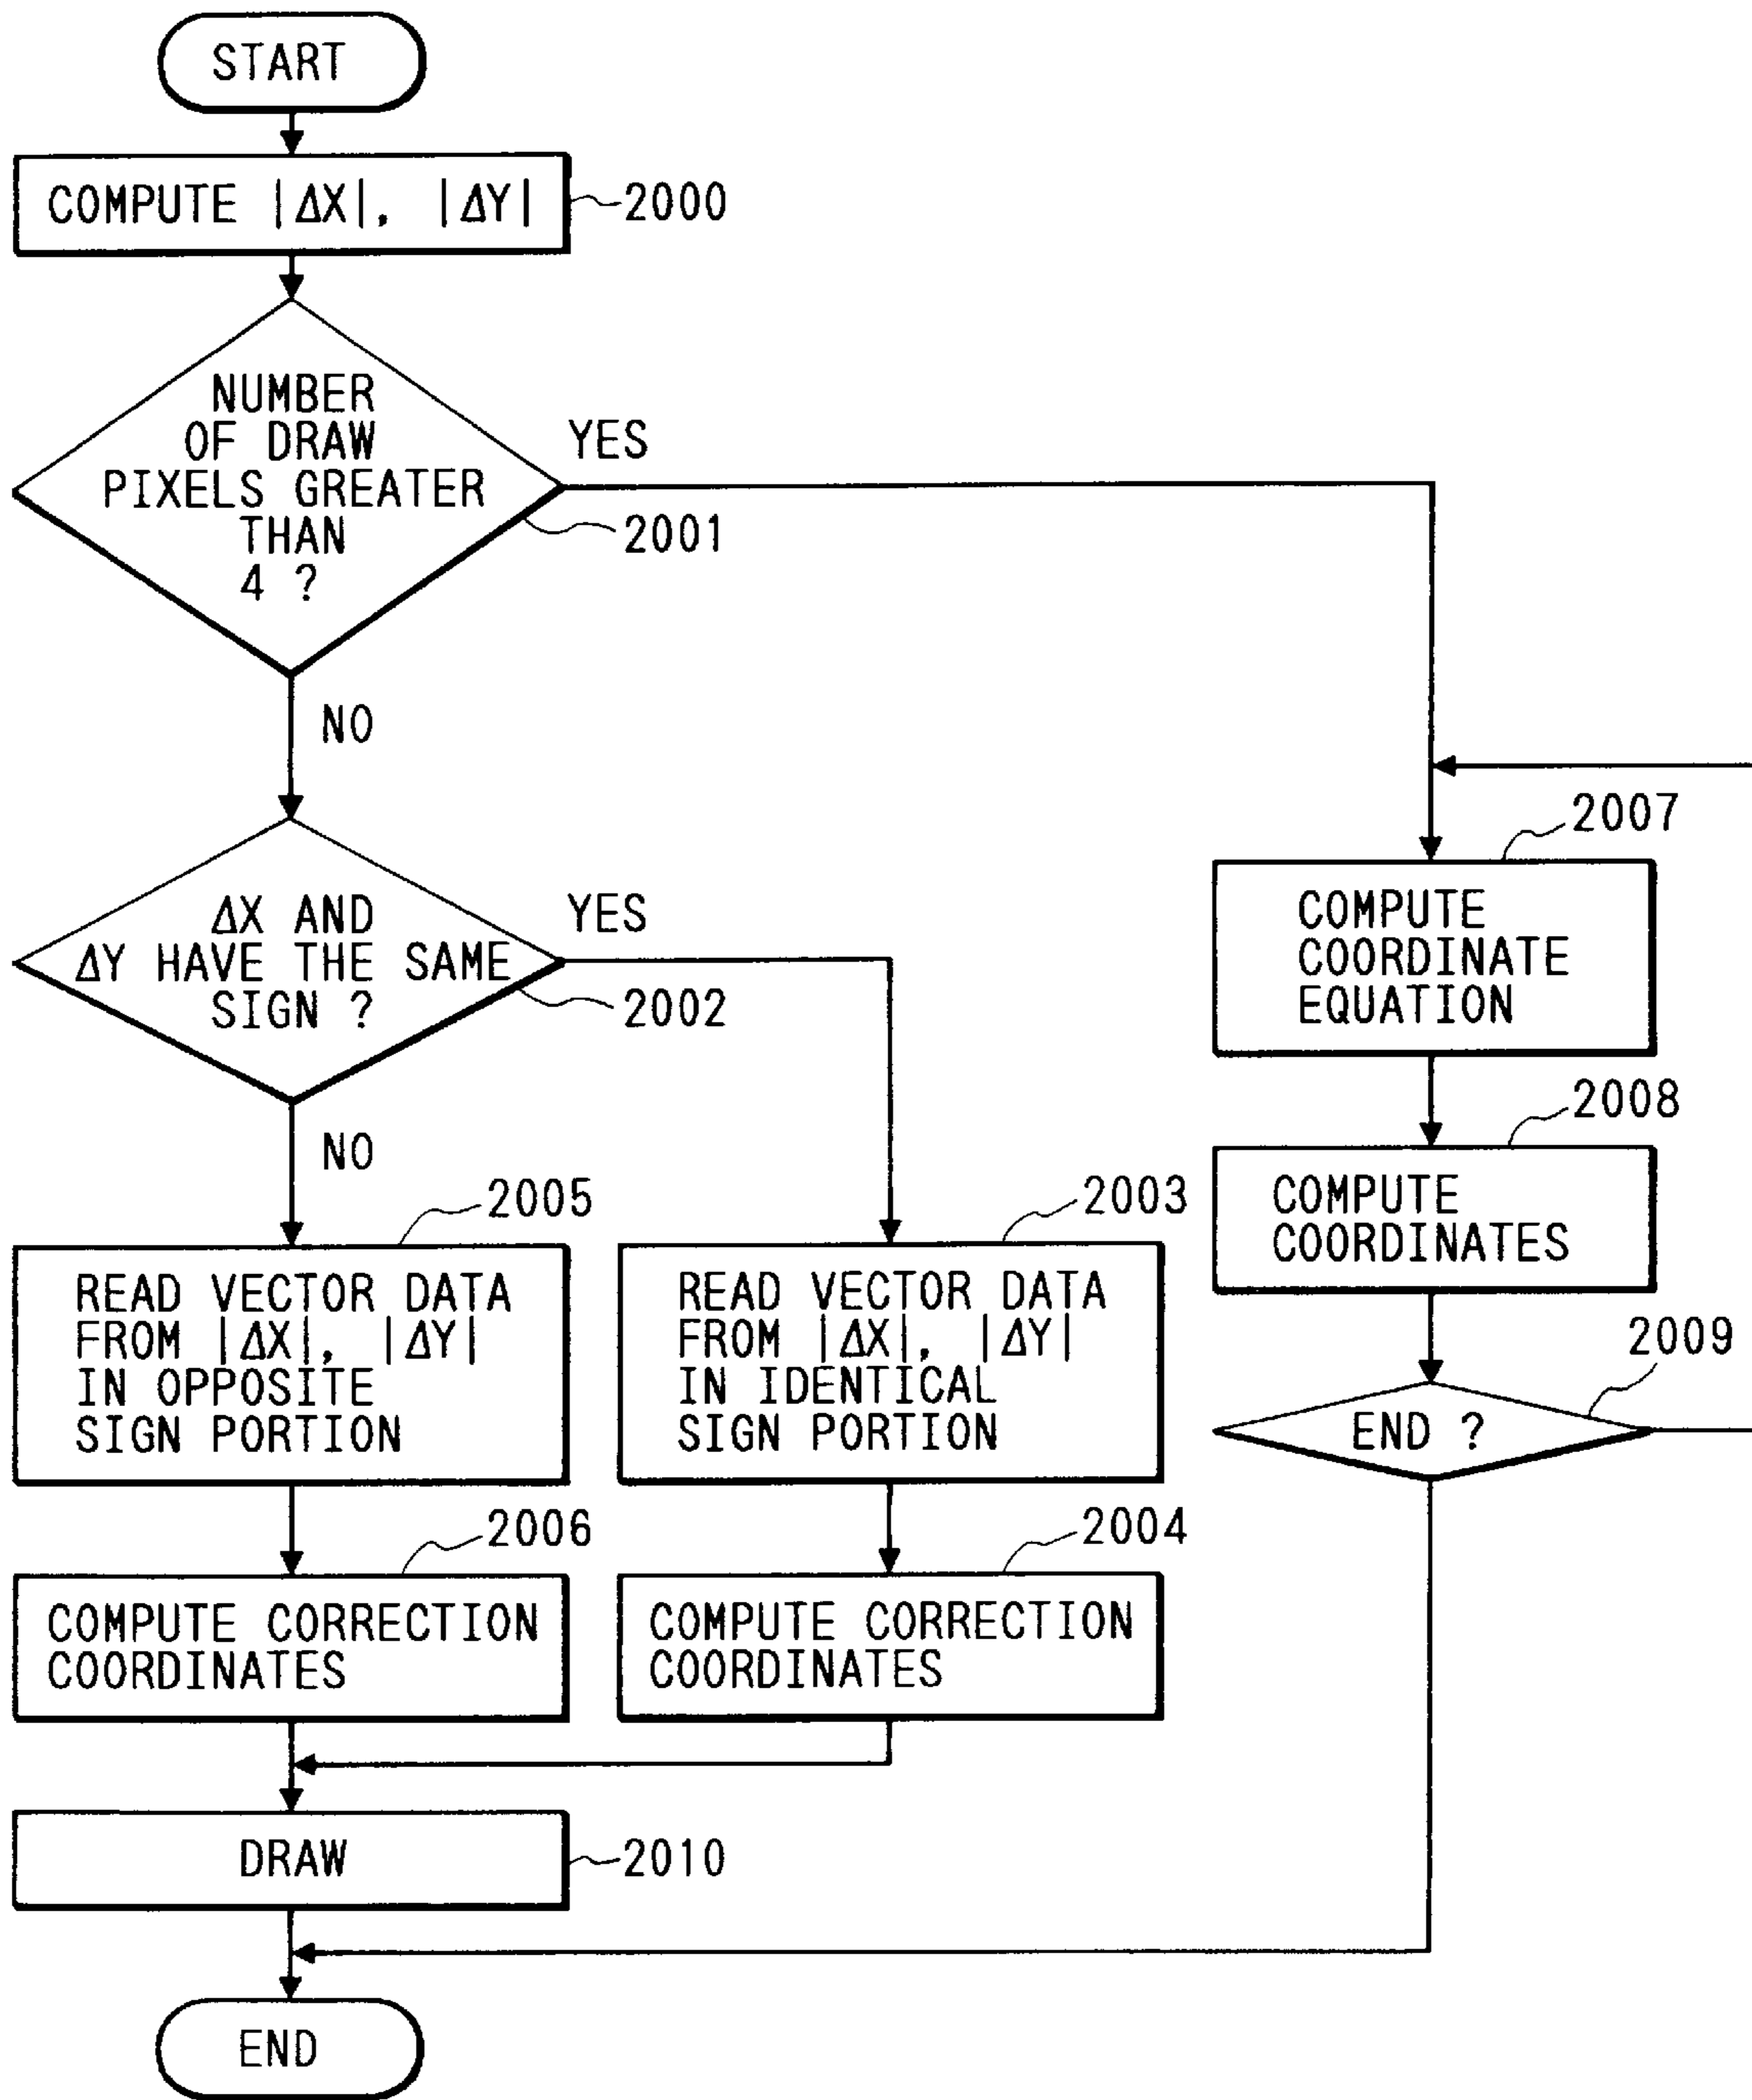 START
COMPUTE |ΔX|, |ΔY|
2000
NUMBER
OF DRAW
PIXELS GREATER
THAN
4 ?
YES
2001
NO
ΔX AND
ΔY HAVE THE SAME
SIGN ?
YES
2002
NO
2005
READ VECTOR DATA
FROM |ΔX|, |ΔY|
IN OPPOSITE
SIGN PORTION
2003
READ VECTOR DATA
FROM |ΔX|, |ΔY|
IN IDENTICAL
SIGN PORTION
2006
COMPUTE CORRECTION
COORDINATES
2004
COMPUTE CORRECTION
COORDINATES
2007
COMPUTE
COORDINATE
EQUATION
2008
COMPUTE
COORDINATES
2009
END ?
DRAW
2010
END